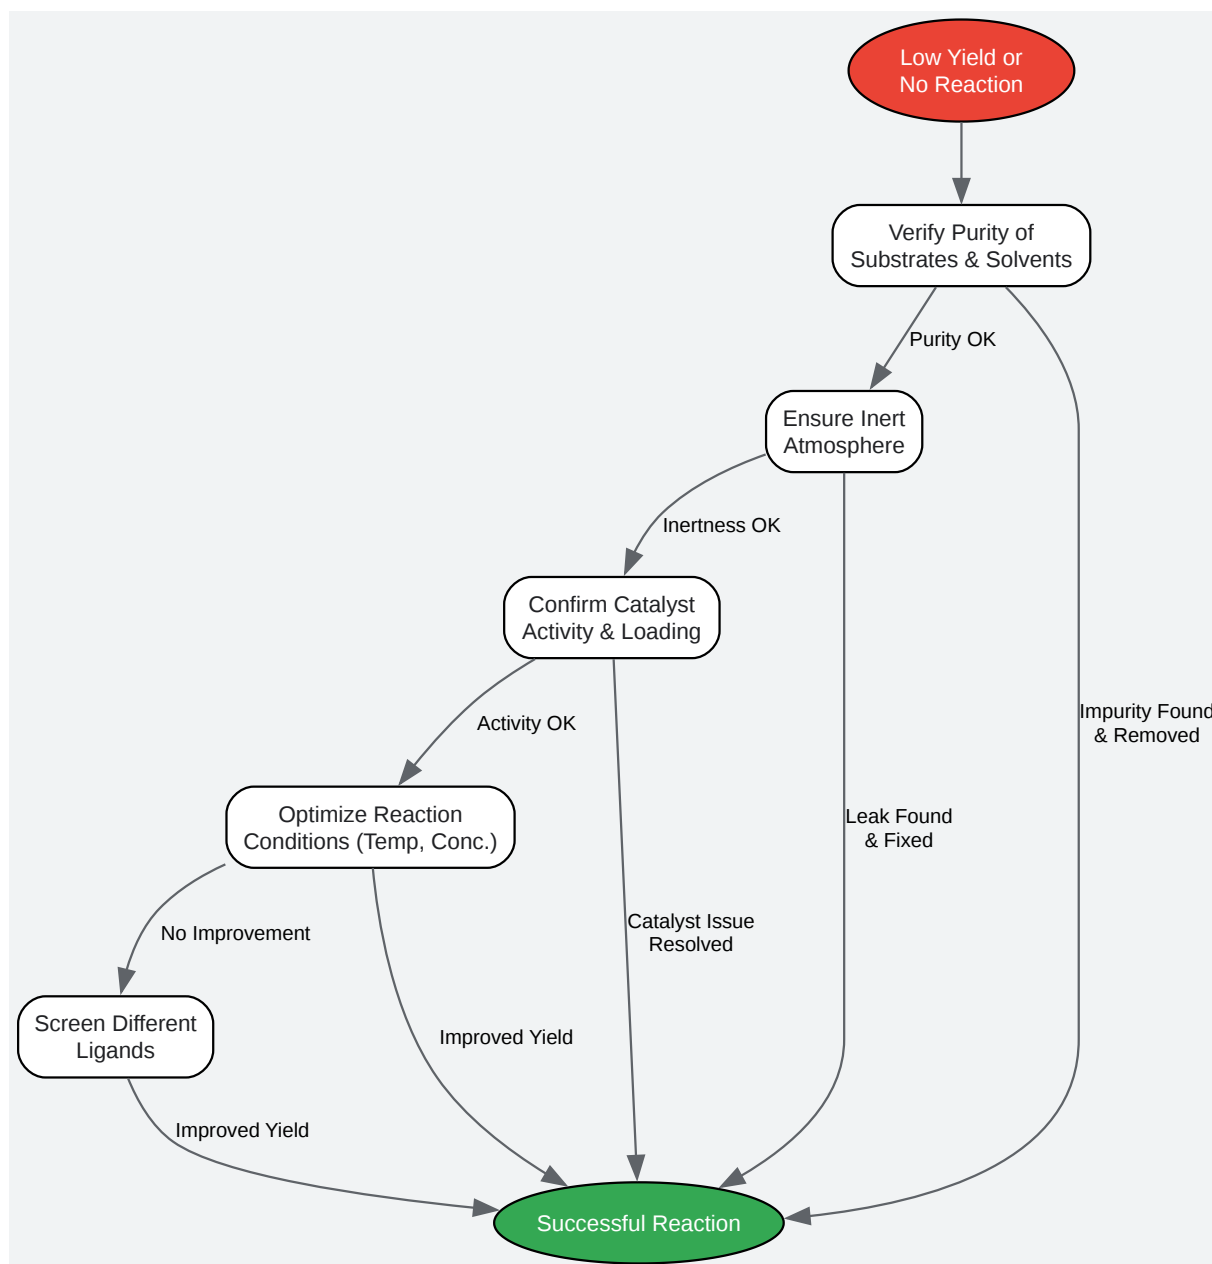 Low Yield or
No Reaction
Verify Purity of
Substrates & Solvents
Purity OK
Ensure Inert
Atmosphere
Inertness OK
Confirm Catalyst
Activity & Loading
Impurity Found
& Removed
Activity OK
Optimize Reaction
Conditions (Temp, Conc.)
Leak Found
& Fixed
Catalyst Issue
Resolved
No Improvement
Screen Different
Ligands
Improved Yield
Improved Yield
Successful Reaction